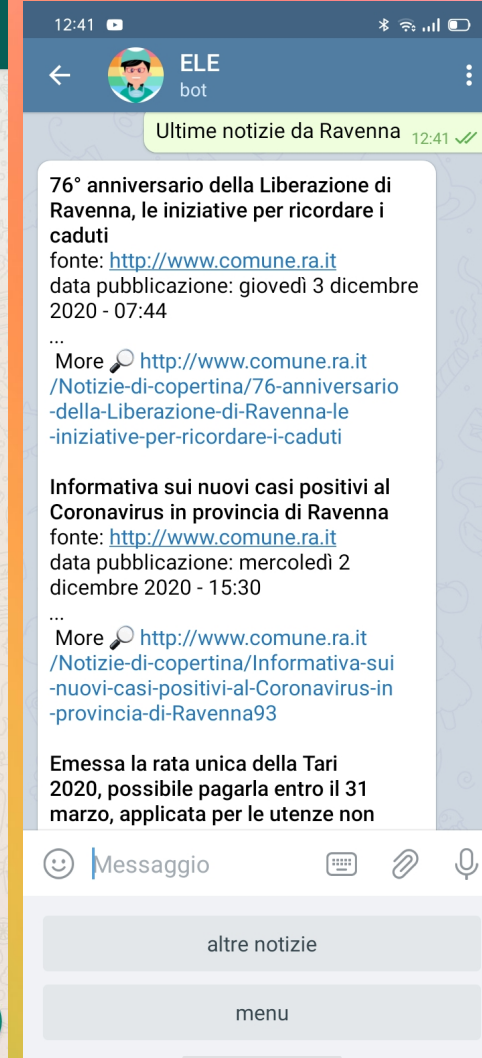 12:41
ELE
bot
Ultime notizie da Ravenna 12:41
76° anniversario della Liberazione di
Ravenna, le iniziative per ricordare i
caduti
fonte: http://www.comune.ra.it
data pubblicazione: giovedì 3 dicembre
2020 - 07:44
...
More http://www.comune.ra.it
/Notizie-di-copertina/76-anniversario
-della-Liberazione-di-Ravenna-le
-iniziative-per-ricordare-i-caduti
Informativa sui nuovi casi positivi al
Coronavirus in provincia di Ravenna
fonte: http://www.comune.ra.it
data pubblicazione: mercoledì 2
dicembre 2020 - 15:30
...
More http://www.comune.ra.it
/Notizie-di-copertina/Informativa-sui
-nuovi-casi-positivi-al-Coronavirus-in
-provincia-di-Ravenna93
Emessa la rata unica della Tari
2020, possibile pagarla entro il 31
marzo, applicata per le utenze non
Messaggio
altre notizie
menu